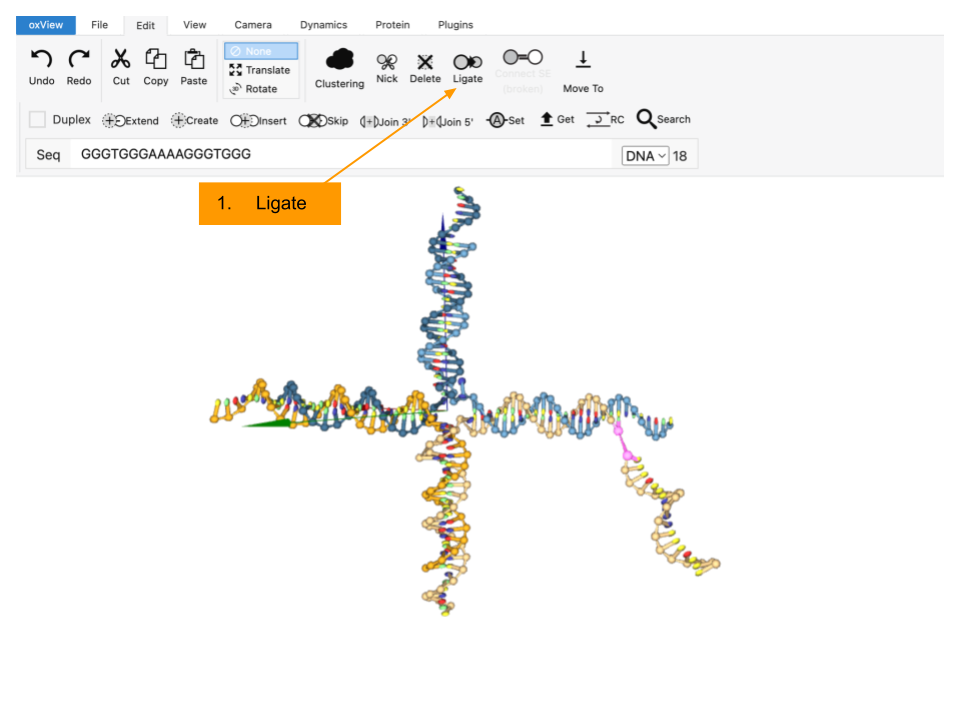 oxView File Edit View Camera Dynamics Protein Plugins
None
Translate
Rotate
Undo Redo Cut Copy Paste Clustering Nick Delete Ligate Connect SE
(broken) Move To
Duplex Extend Create Insert Skip Join 3' Join 5' A Set Get RC Search
Seq GGGTGGGAAAAGGGTGGG DNA 18
1. Ligate